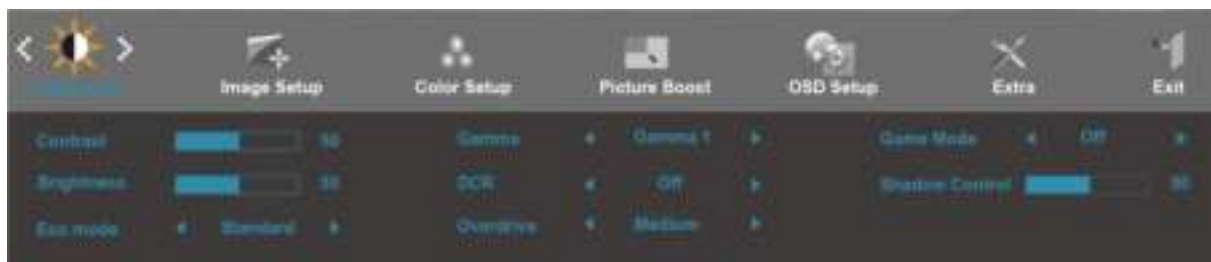 Luminance Image Setup Color Setup Picture Boost OSD Setup Extra Exit
Contrast 50 Gamma Gamma 1 Game Mode Off
Brightness 50 DCR Off Shadow Control 50
Eco mode Standard Overdrive Medium